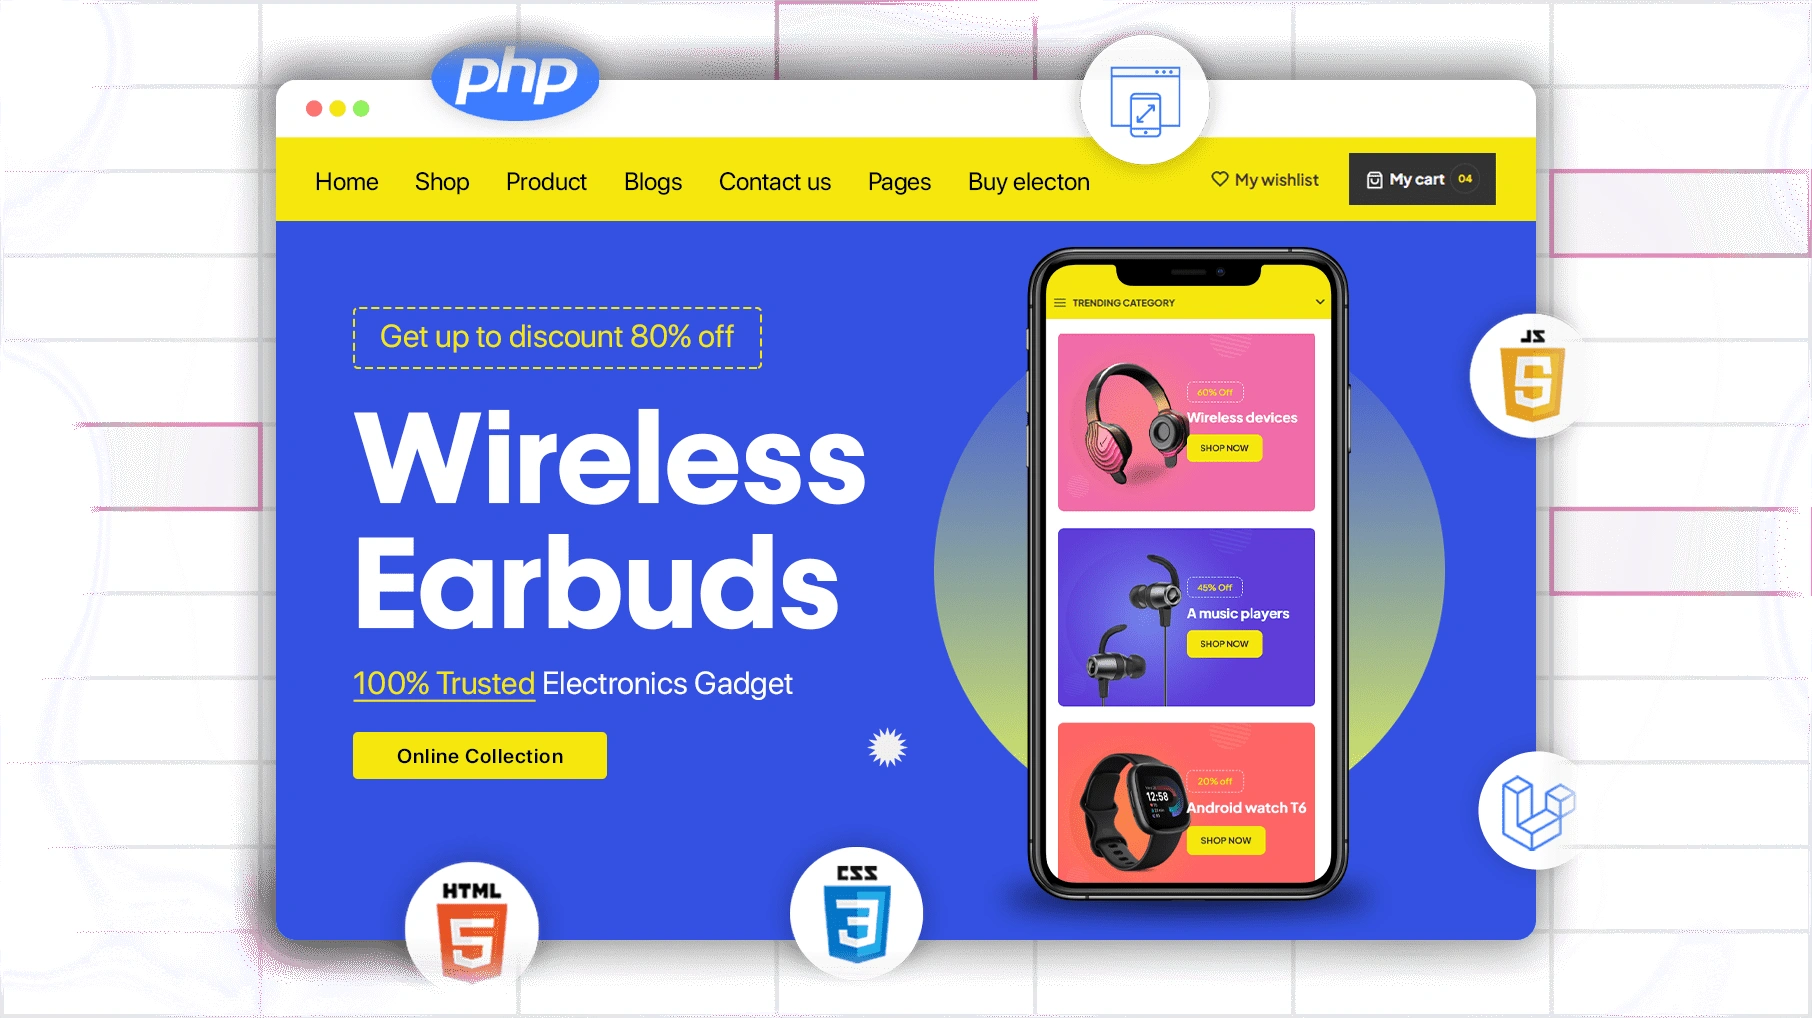 php
Home Shop Product Blogs Contact us Pages Buy electon My wishlist My cart 04
Get up to discount 80% off
Wireless
Earbuds
100% Trusted Electronics Gadget
Online Collection
TRENDING CATEGORY
60% Off
Wireless devices
SHOP NOW
45% Off
A music players
SHOP NOW
20% off
12:58
Android watch T6
SHOP NOW
JS
HTML
5
CSS
3